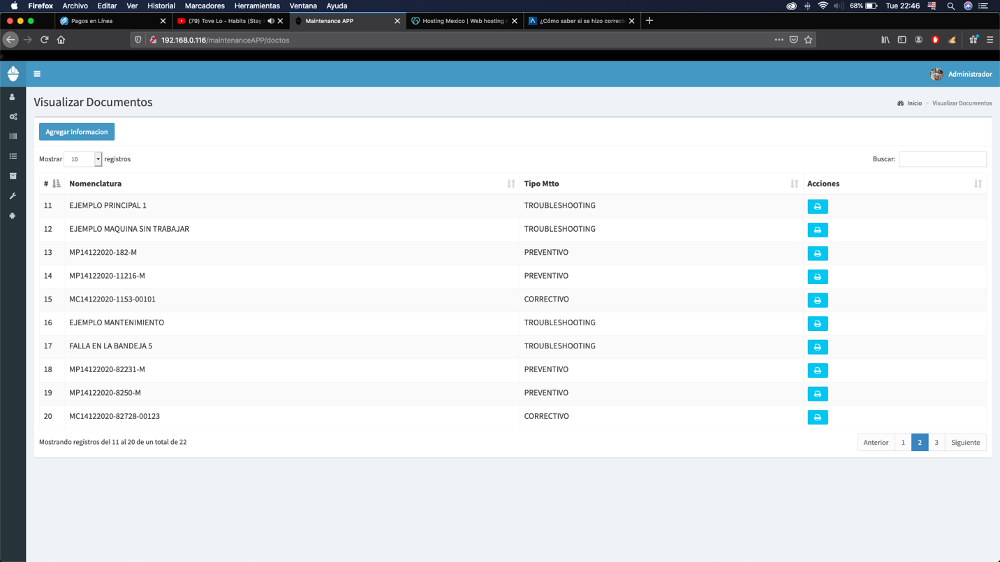 Firefox Archivo Editar Ver Historial Marcadores Herramientas Ventana Ayuda 68% Tue 22:46
Pagos en Línea (79) Tove Lo - Habits (Stay Maintenance APP Hosting Mexico | Web hosting ¿Cómo saber si se hizo correct
192.168.0.116/maintenanceAPP/doctos
e
Administrador
Visualizar Documentos Inicio > Visualizar Documentos
Agregar Informacion
Mostrar 10 registros Buscar:
# Nomenclatura Tipo Mtto Acciones
11 EJEMPLO PRINCIPAL 1 TROUBLESHOOTING
12 EJEMPLO MAQUINA SIN TRABAJAR TROUBLESHOOTING
13 MP14122020-182-M PREVENTIVO
14 MP14122020-11216-M PREVENTIVO
15 MC14122020-1153-00101 CORRECTIVO
16 EJEMPLO MANTENIMIENTO TROUBLESHOOTING
17 FALLA EN LA BANDEJA 5 TROUBLESHOOTING
18 MP14122020-82231-M PREVENTIVO
19 MP14122020-8250-M PREVENTIVO
20 MC14122020-82728-00123 CORRECTIVO
Mostrando registros del 11 al 20 de un total de 22 Anterior 1 2 3 Siguiente